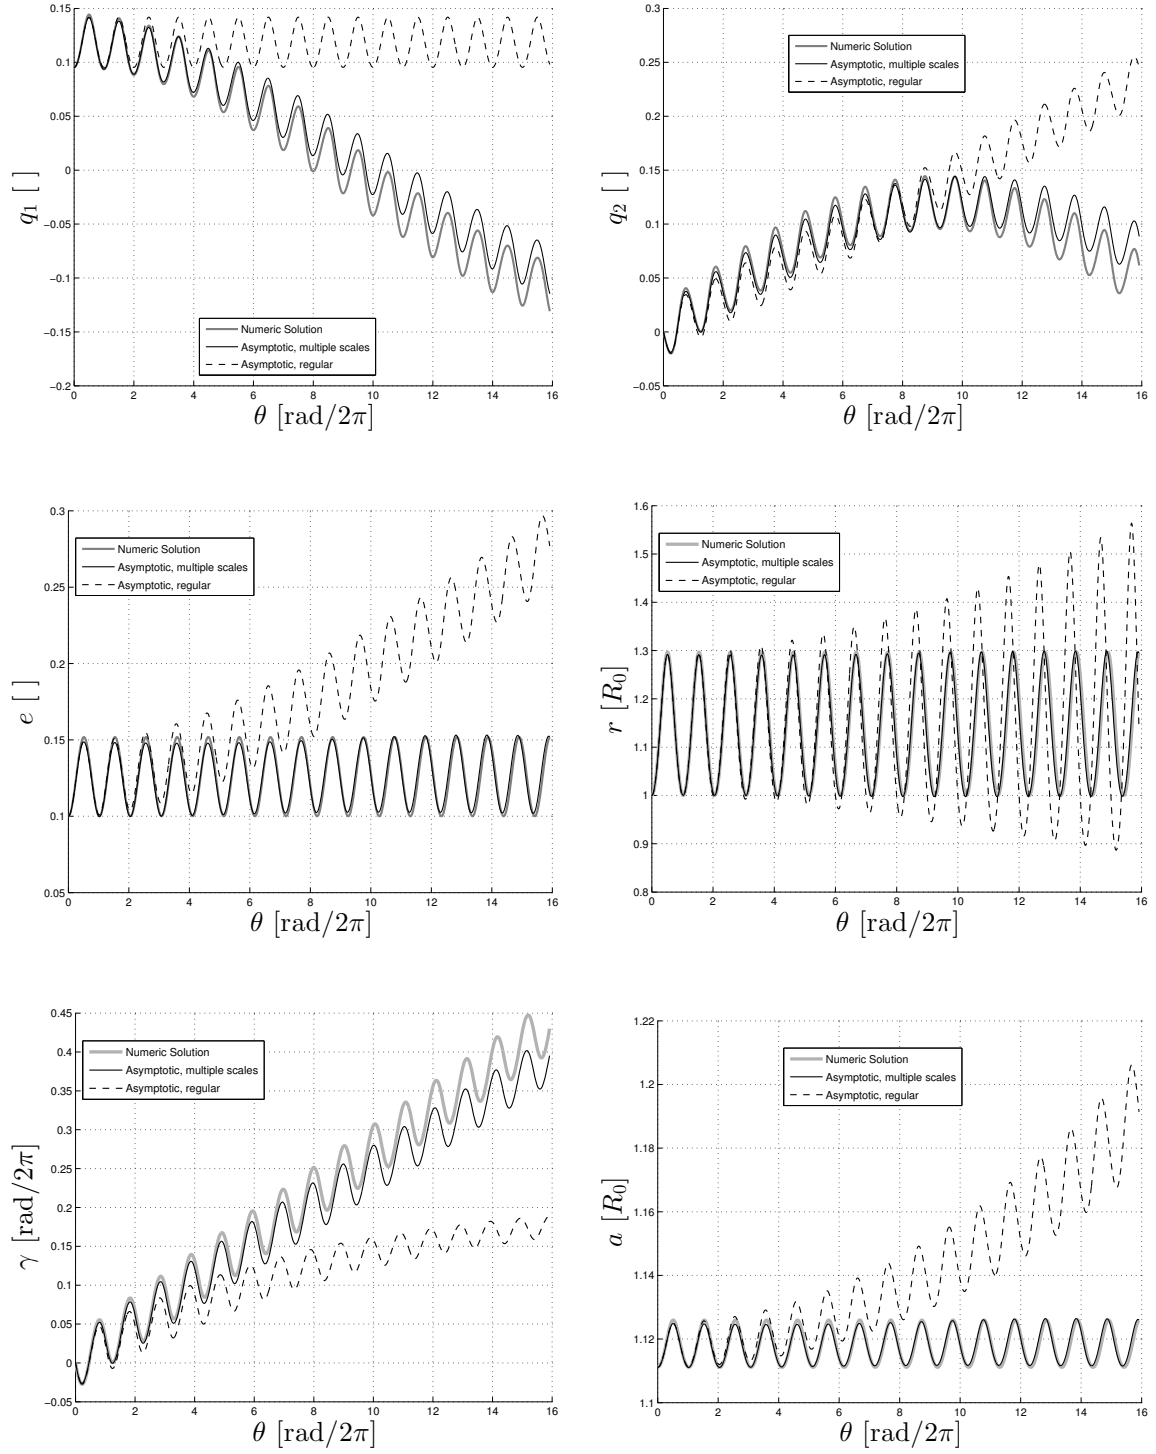 0.15
0.1
0.05
0
−0.05
−0.1
−0.15
−0.2
q1 [ ]
Numeric Solution
Asymptotic, multiple scales
Asymptotic, regular
0 2 4 6 8 10 12 14 16
θ [rad/2π]
0.3
0.25
0.2
0.15
0.1
0.05
0
−0.05
q2 [ ]
Numeric Solution
Asymptotic, multiple scales
Asymptotic, regular
0 2 4 6 8 10 12 14 16
θ [rad/2π]
0.3
0.25
0.2
0.15
0.1
0.05
e [ ]
Numeric Solution
Asymptotic, multiple scales
Asymptotic, regular
0 2 4 6 8 10 12 14 16
θ [rad/2π]
1.6
1.5
1.4
1.3
1.2
1.1
1
0.9
0.8
r [R0]
Numeric Solution
Asymptotic, multiple scales
Asymptotic, regular
0 2 4 6 8 10 12 14 16
θ [rad/2π]
0.45
0.4
0.35
0.3
0.25
0.2
0.15
0.1
0.05
0
−0.05
γ [rad/2π]
Numeric Solution
Asymptotic, multiple scales
Asymptotic, regular
0 2 4 6 8 10 12 14 16
θ [rad/2π]
1.22
1.2
1.18
1.16
1.14
1.12
1.1
a [R0]
Numeric Solution
Asymptotic, multiple scales
Asymptotic, regular
0 2 4 6 8 10 12 14 16
θ [rad/2π]